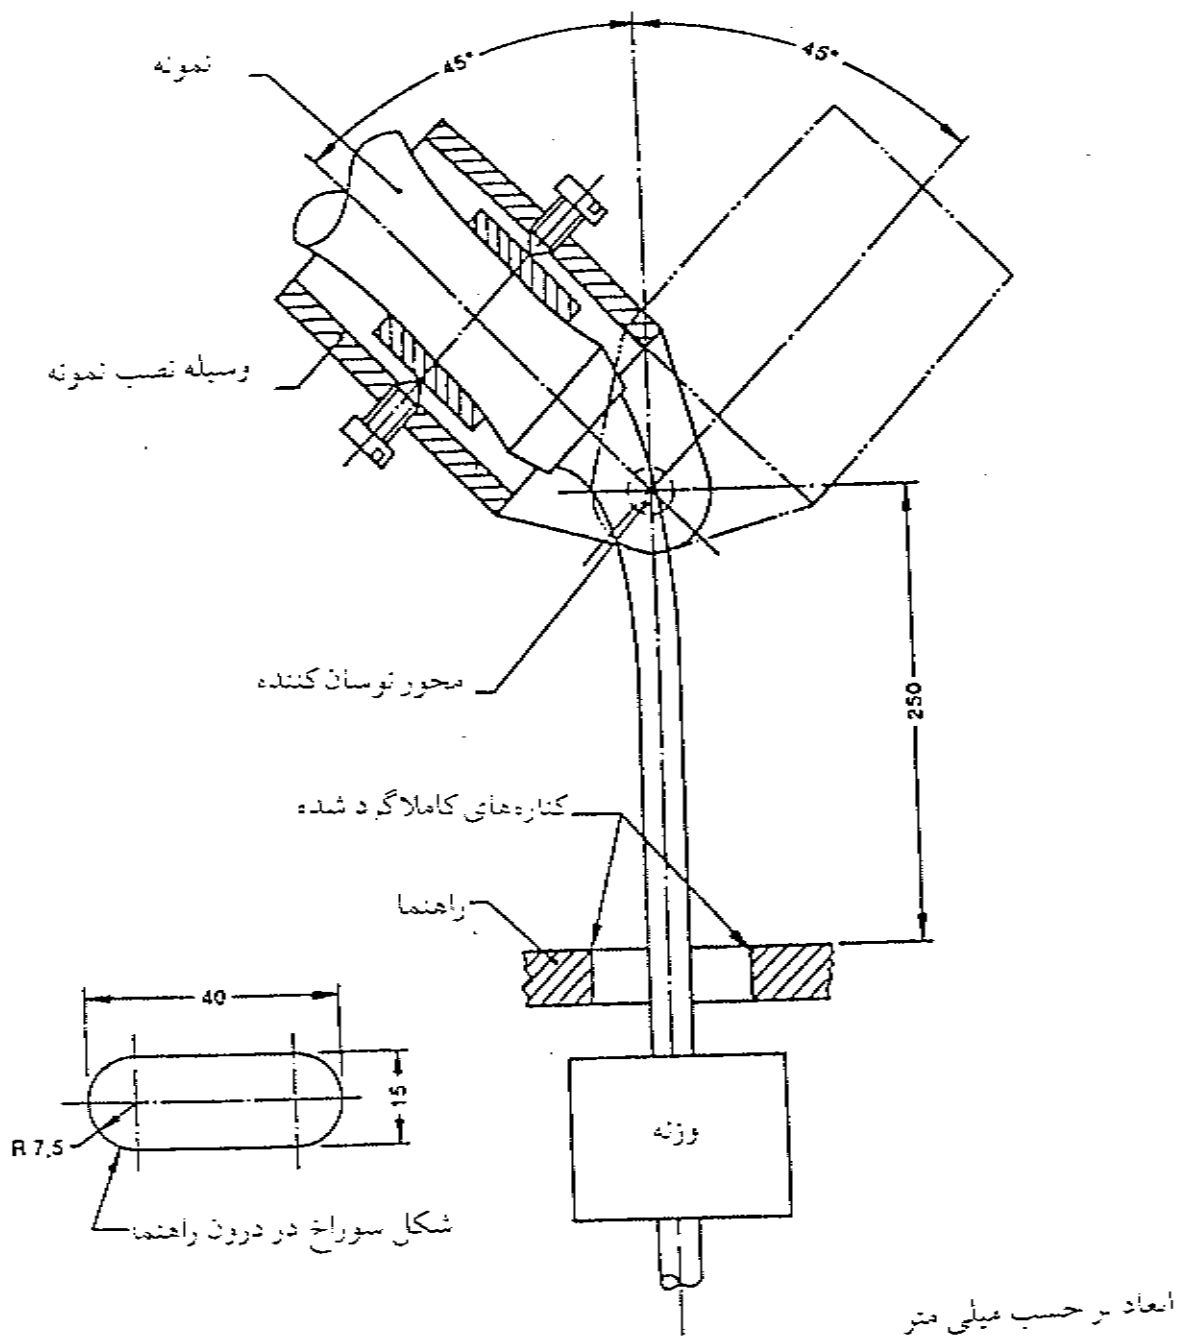 45°
45°
نمونه
وسیله نصب نمونه
محور نوسان کننده
250
کناره‌های کاملا گرد شده
راهنما
40
15
R 7,5
وزنه
شکل سوراخ در درون راهنما
ابعاد بر حسب میلی متر